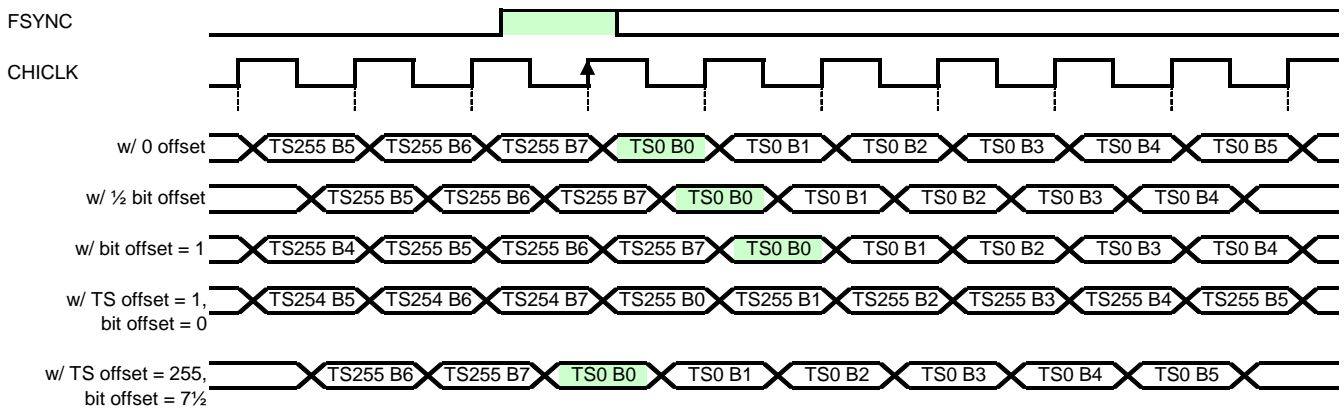 FSYNC
CHICLK
w/ 0 offset TS255 B5 TS255 B6 TS255 B7 TS0 B0 TS0 B1 TS0 B2 TS0 B3 TS0 B4 TS0 B5
w/ ½ bit offset TS255 B5 TS255 B6 TS255 B7 TS0 B0 TS0 B1 TS0 B2 TS0 B3 TS0 B4
w/ bit offset = 1 TS255 B4 TS255 B5 TS255 B6 TS255 B7 TS0 B0 TS0 B1 TS0 B2 TS0 B3 TS0 B4
w/ TS offset = 1, TS254 B5 TS254 B6 TS254 B7 TS255 B0 TS255 B1 TS255 B2 TS255 B3 TS255 B4 TS255 B5
bit offset = 0
w/ TS offset = 255, TS255 B6 TS255 B7 TS0 B0 TS0 B1 TS0 B2 TS0 B3 TS0 B4 TS0 B5
bit offset = 7½